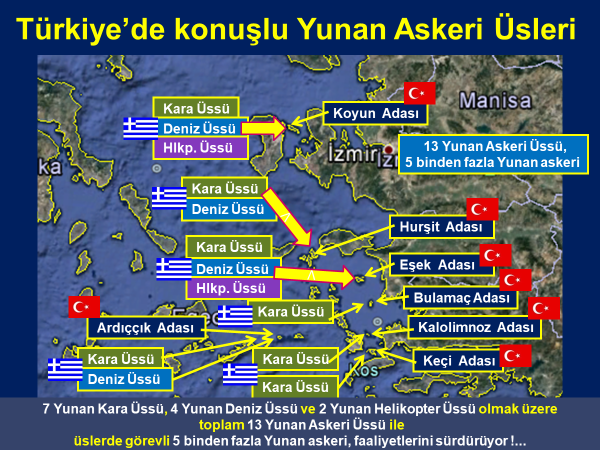 Türkiye’de konuşlu Yunan Askeri Üsleri
Manisa
Kara Üssü
Deniz Üssü
Hlkp. Üssü
Koyun Adası
İzmir
13 Yunan Askeri Üssü,
5 binden fazla Yunan askeri
Kara Üssü
Deniz Üssü
Hurşit Adası
Kara Üssü
Deniz Üssü
Hlkp. Üssü
Eşek Adası
Bulamaç Adası
Kara Üssü
Ardıççık Adası
Kalolimnoz Adası
Kara Üssü
Deniz Üssü
Kara Üssü
Kara Üssü
Keçi Adası
Kos
7 Yunan Kara Üssü, 4 Yunan Deniz Üssü ve 2 Yunan Helikopter Üssü olmak üzere
toplam 13 Yunan Askeri Üssü ile
üslerde görevli 5 binden fazla Yunan askeri, faaliyetlerini sürdürüyor !...